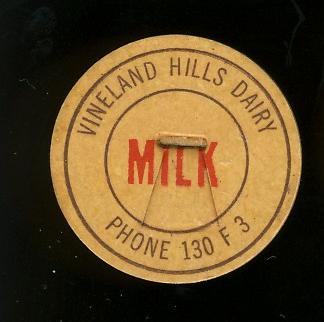 VINELAND HILLS DAIRY
MILK
PHONE 130 F 3